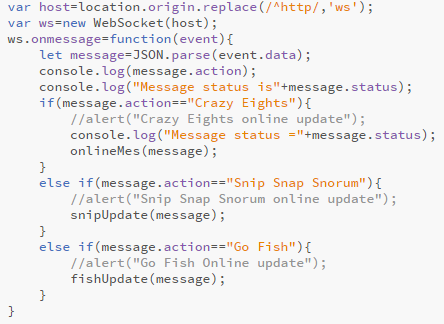 var host=location.origin.replace(/^http/,'ws');
var ws=new WebSocket(host);
ws.onmessage=function(event){
    let message=JSON.parse(event.data);
    console.log(message.action);
    console.log("Message status is"+message.status);
    if(message.action=="Crazy Eights"){
        //alert("Crazy Eights online update");
        console.log("Message status ="+message.status);
        onlineMes(message);
    }
    else if(message.action=="Snip Snap Snorum"){
        //alert("Snip Snap Snorum online update");
        snipUpdate(message);
    }
    else if(message.action=="Go Fish"){
        //alert("Go Fish Online update");
        fishUpdate(message);
    }
}